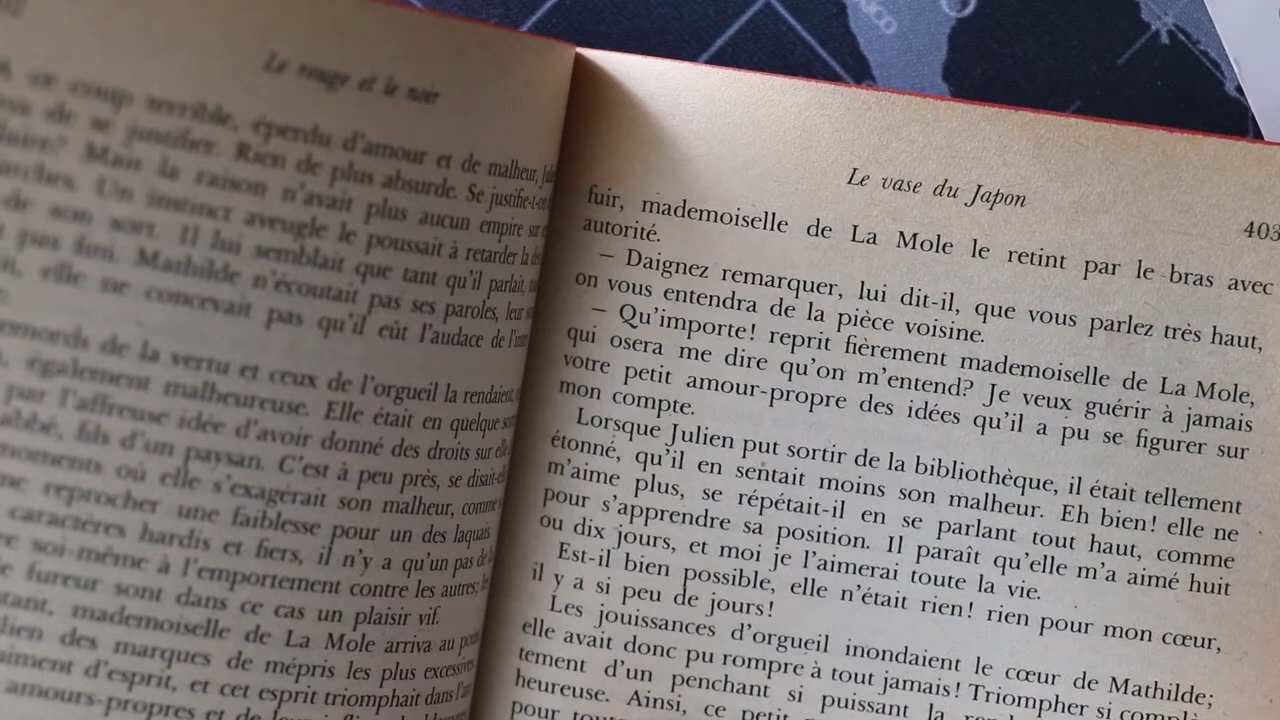 Le rouge et le noir
ce coup terrible, éperdu d'amour et de malheur,
de se justifier. Rien de plus absurde. Se justifie-t-on
Mais la raison n'avait plus aucun empire sur
Un instinct aveugle le poussait à retarder la
de son sort. Il lui semblait que tant qu'il parlait,
pas fini. Mathilde n'écoutait pas ses paroles, leur
elle ne concevait pas qu'il eût l'audace de
de la vertu et ceux de l'orgueil la rendaient
également malheureuse. Elle était en quelque
par l'affreuse idée d'avoir donné des droits sur
fils d'un paysan. C'est à peu près, se disait-elle
moments où elle s'exagérait son malheur, comme
reprocher une faiblesse pour un des laquais.
caractères hardis et fiers, il n'y a qu'un pas de
soi-même à l'emportement contre les autres;
fureur sont dans ce cas un plaisir vif.
mademoiselle de La Mole arriva au
des marques de mépris les plus
d'esprit, et cet esprit triomphait dans
amours-propres et de
Le vase du Japon
403
fuir, mademoiselle de La Mole le retint par le bras avec
autorité.
– Daignez remarquer, lui dit-il, que vous parlez très haut,
on vous entendra de la pièce voisine.
– Qu'importe! reprit fièrement mademoiselle de La Mole,
qui osera me dire qu'on m'entend? Je veux guérir à jamais
votre petit amour-propre des idées qu'il a pu se figurer sur
mon compte.
Lorsque Julien put sortir de la bibliothèque, il était tellement
étonné, qu'il en sentait moins son malheur. Eh bien! elle ne
m'aime plus, se répétait-il en se parlant tout haut, comme
pour s'apprendre sa position. Il paraît qu'elle m'a aimé huit
ou dix jours, et moi je l'aimerai toute la vie.
Est-il bien possible, elle n'était rien! rien pour mon cœur,
il y a si peu de jours!
Les jouissances d'orgueil inondaient le cœur de Mathilde;
elle avait donc pu rompre à tout jamais! Triompher si
tement d'un penchant si puissant la
heureuse. Ainsi, ce petit
pour